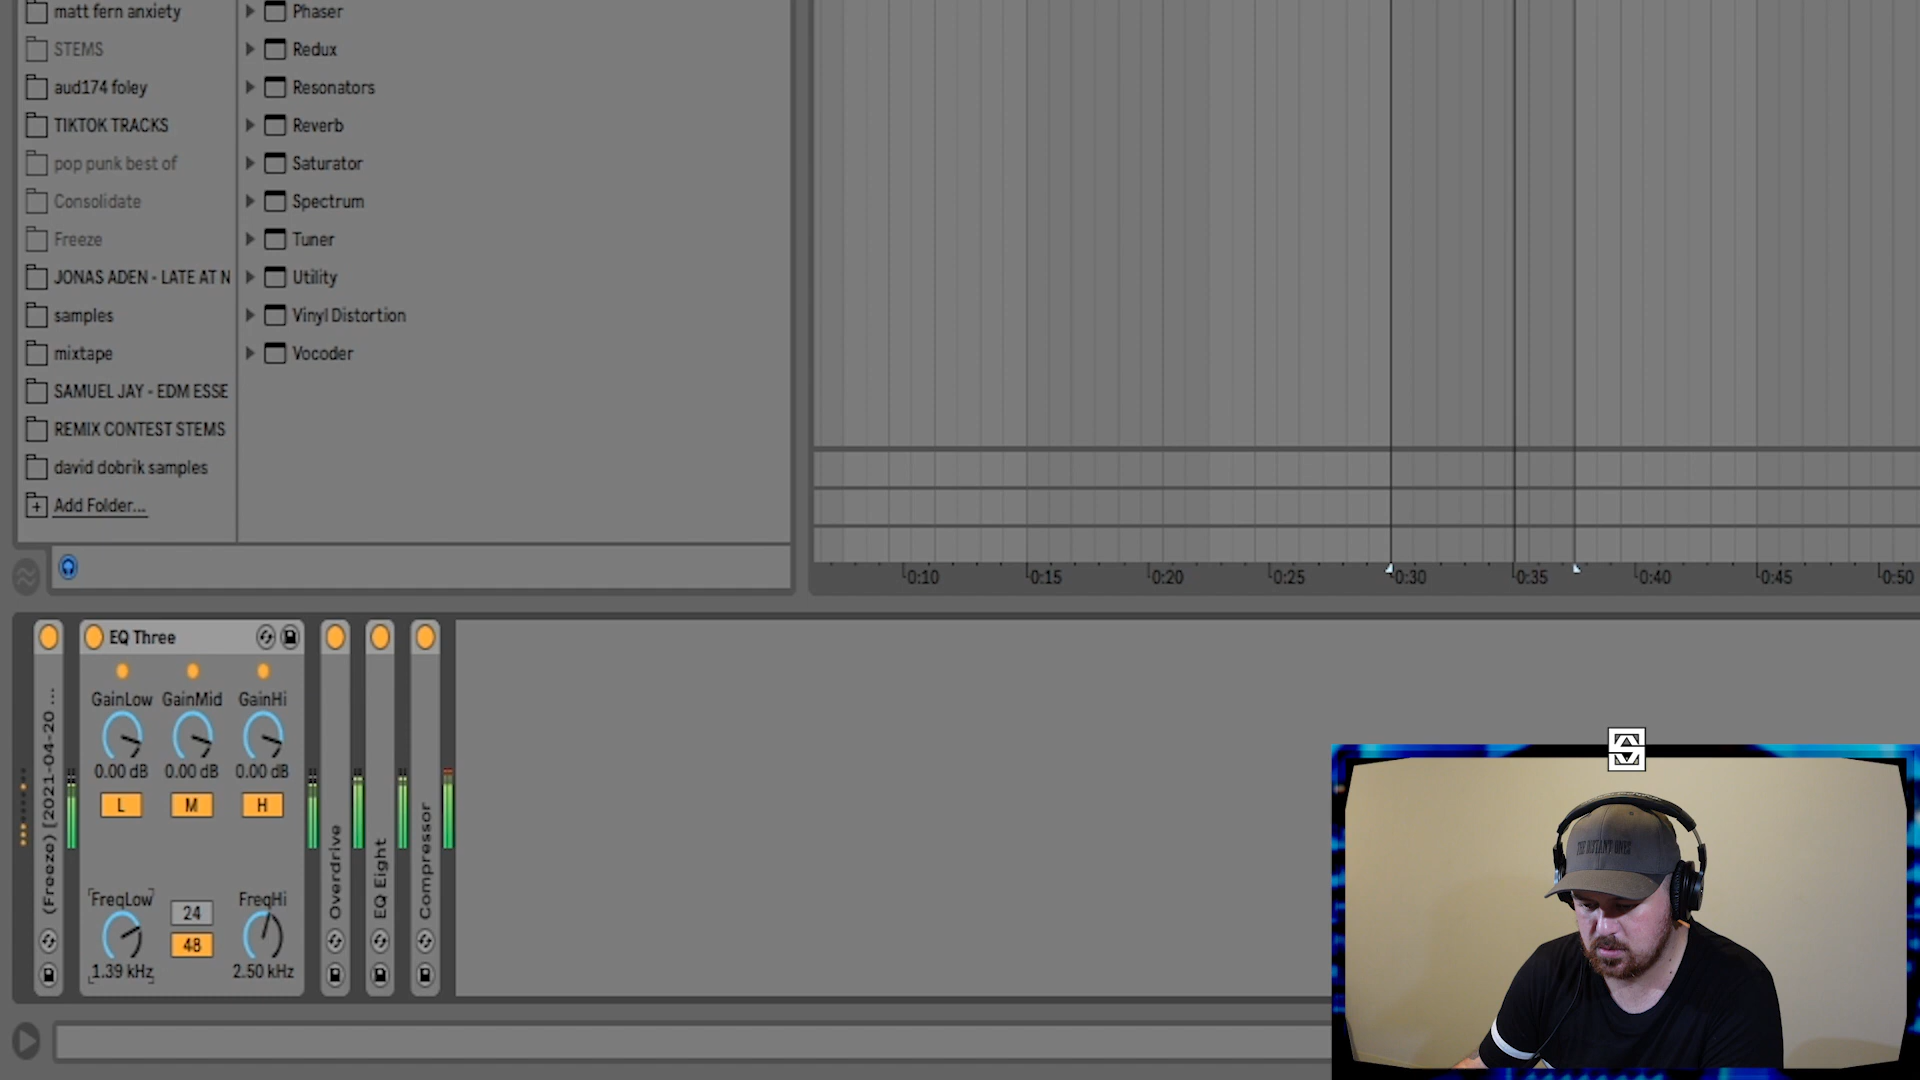 matt fern anxiety
STEMS
aud174 foley
TIKTOK TRACKS
pop punk best of
Consolidate
Freeze
JONAS ADEN - LATE AT N
samples
mixtape
SAMUEL JAY - EDM ESSE
REMIX CONTEST STEMS
david dobrik samples
Add Folder...
Phaser
Redux
Resonators
Reverb
Saturator
Spectrum
Tuner
Utility
Vinyl Distortion
Vocoder
0:10 0:15 0:20 0:25 0:30 0:35 0:40 0:45 0:50
(Freeze) [2021-04-20 ...
EQ Three
GainLow GainMid GainHi
0.00 dB 0.00 dB 0.00 dB
L M H
FreqLow 24 FreqHi
48
1.39 kHz 2.50 kHz
Overdrive
EQ Eight
Compressor
THE DISTANT ONES